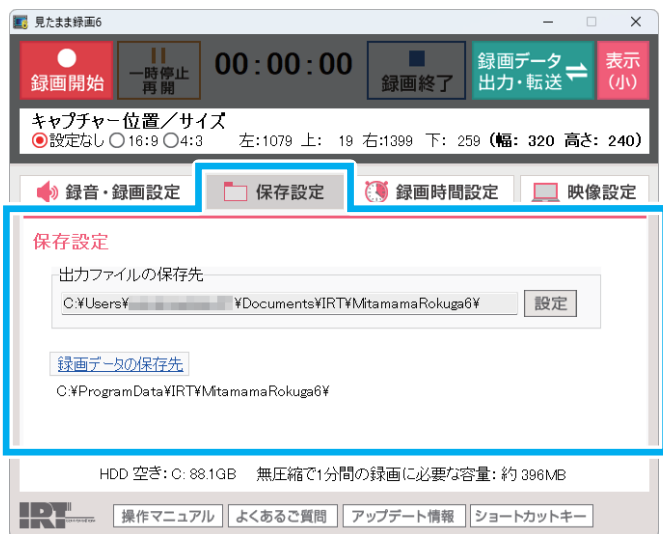 見たまま録画6
録画開始
一時停止
再開
00:00:00
録画終了
録画データ
出力・転送
表示
(小)
キャプチャー位置/サイズ
設定なし 16:9 4:3 左:1079 上: 19 右:1399 下: 259 (幅: 320 高さ: 240)
録音・録画設定
保存設定
録画時間設定
映像設定
保存設定
出力ファイルの保存先
C:¥Users¥ ¥Documents¥IRT¥MitamamaRokuga6¥
設定
録画データの保存先
C:¥ProgramData¥IRT¥MitamamaRokuga6¥
HDD 空き: C: 88.1GB 無圧縮で1分間の録画に必要な容量: 約 396MB
IRT
操作マニュアル
よくあるご質問
アップデート情報
ショートカットキー